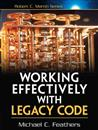 Robert C. Martin Series
WORKING
EFFECTIVELY
WITH
LEGACY CODE
Michael C. Feathers